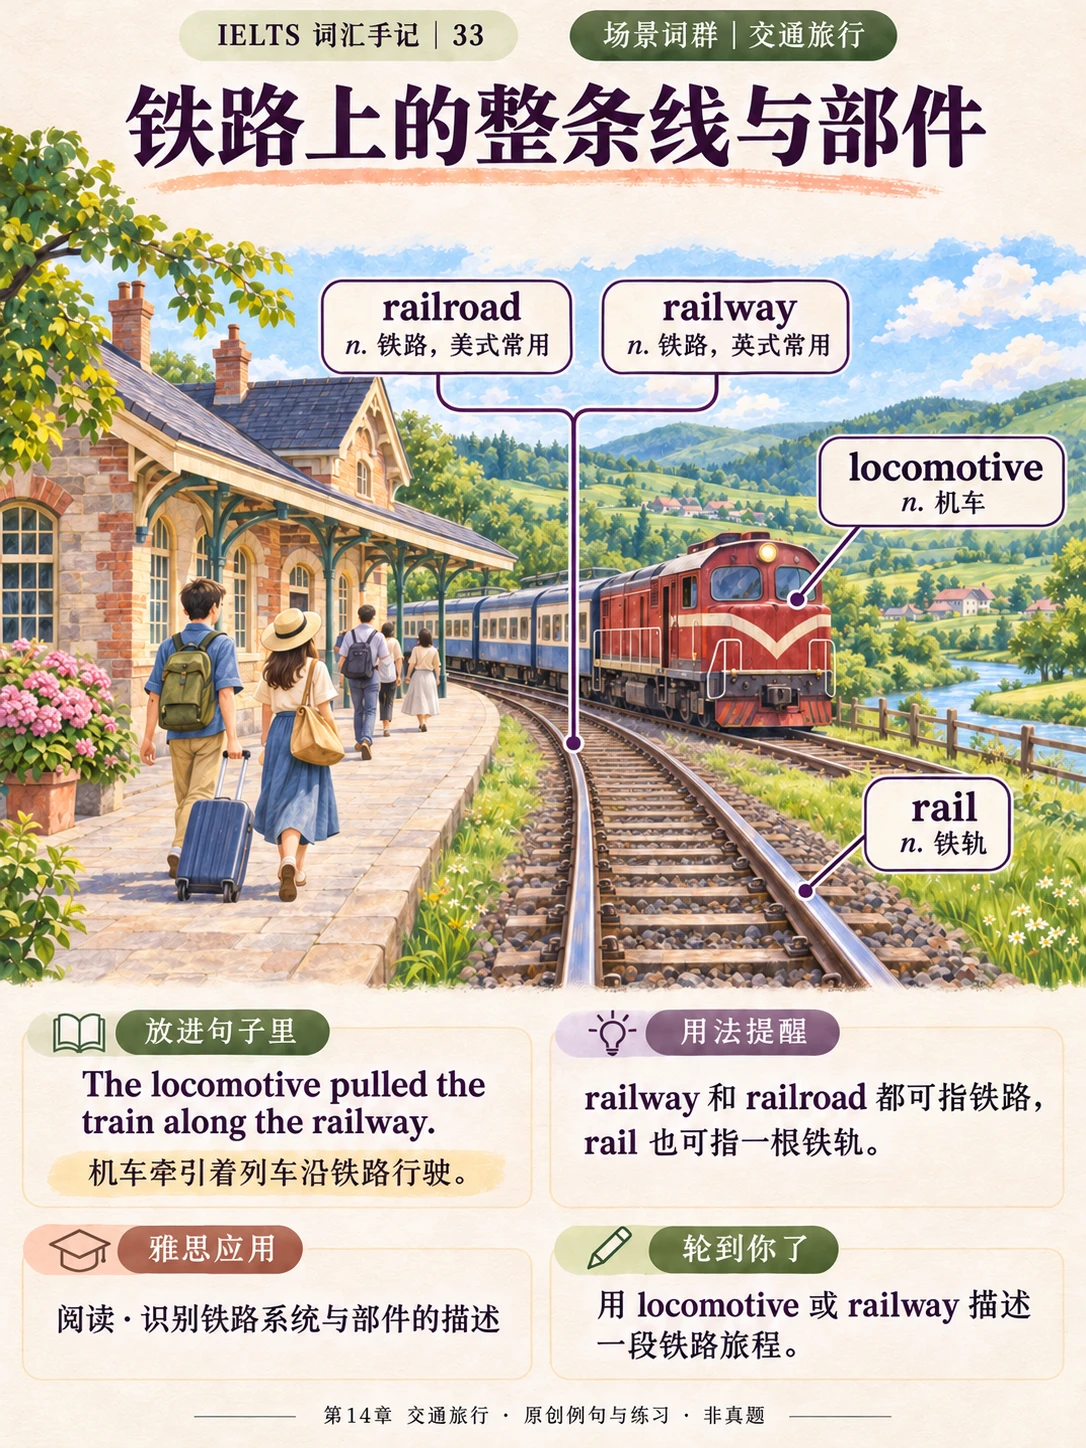 IELTS 词汇手记 | 33
场景词群 | 交通旅行
铁路上的整条线与部件
railroad
n. 铁路，美式常用
railway
n. 铁路，英式常用
locomotive
n. 机车
rail
n. 铁轨
放进句子里
The locomotive pulled the
train along the railway.
机车牵引着列车沿铁路行驶。
用法提醒
railway 和 railroad 都可指铁路，
rail 也可指一根铁轨。
雅思应用
阅读 · 识别铁路系统与部件的描述
轮到你了
用 locomotive 或 railway 描述
一段铁路旅程。
第14章 交通旅行 · 原创例句与练习 · 非真题